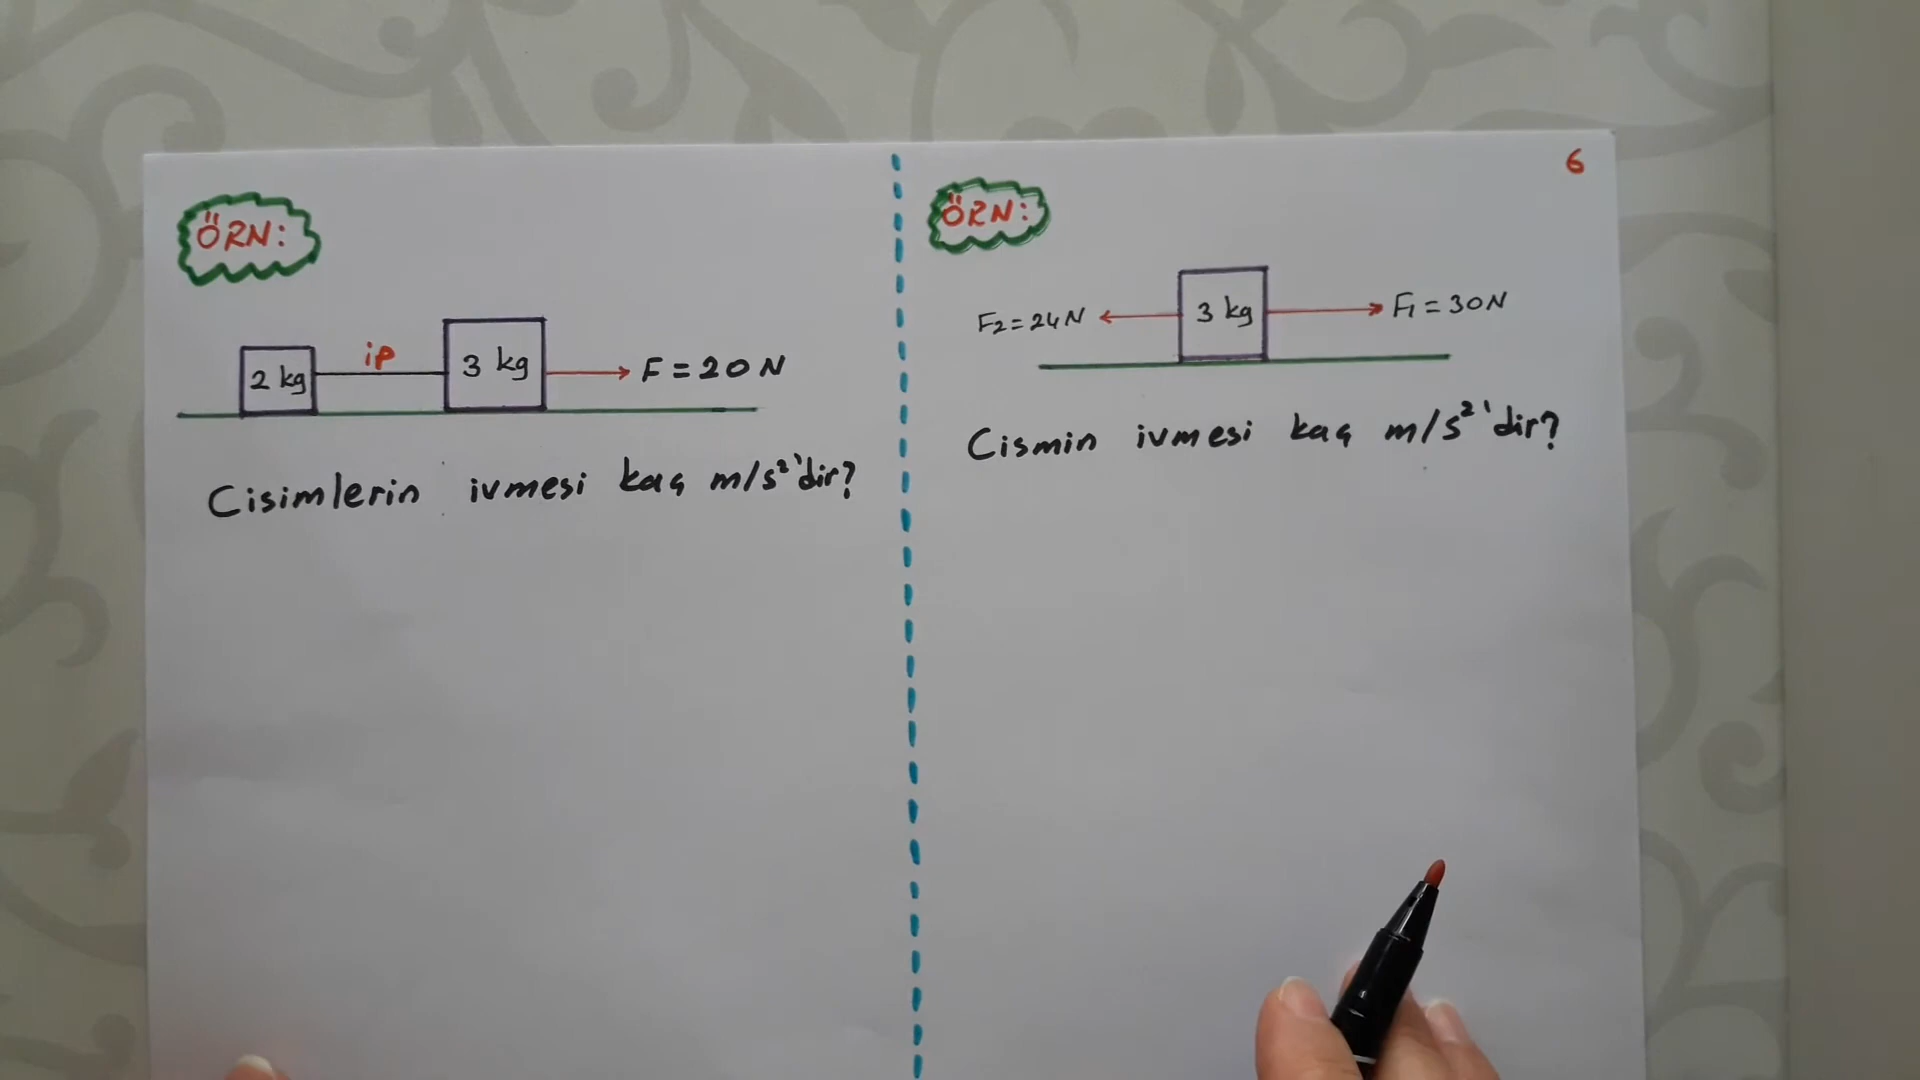 ÖRN:
2 kg
ip
3 kg
F = 20 N
Cisimlerin ivmesi kaç m/s²'dir?
6
ÖRN:
F2 = 24N
3 kg
F1 = 30N
Cismin ivmesi kaç m/s²'dir?